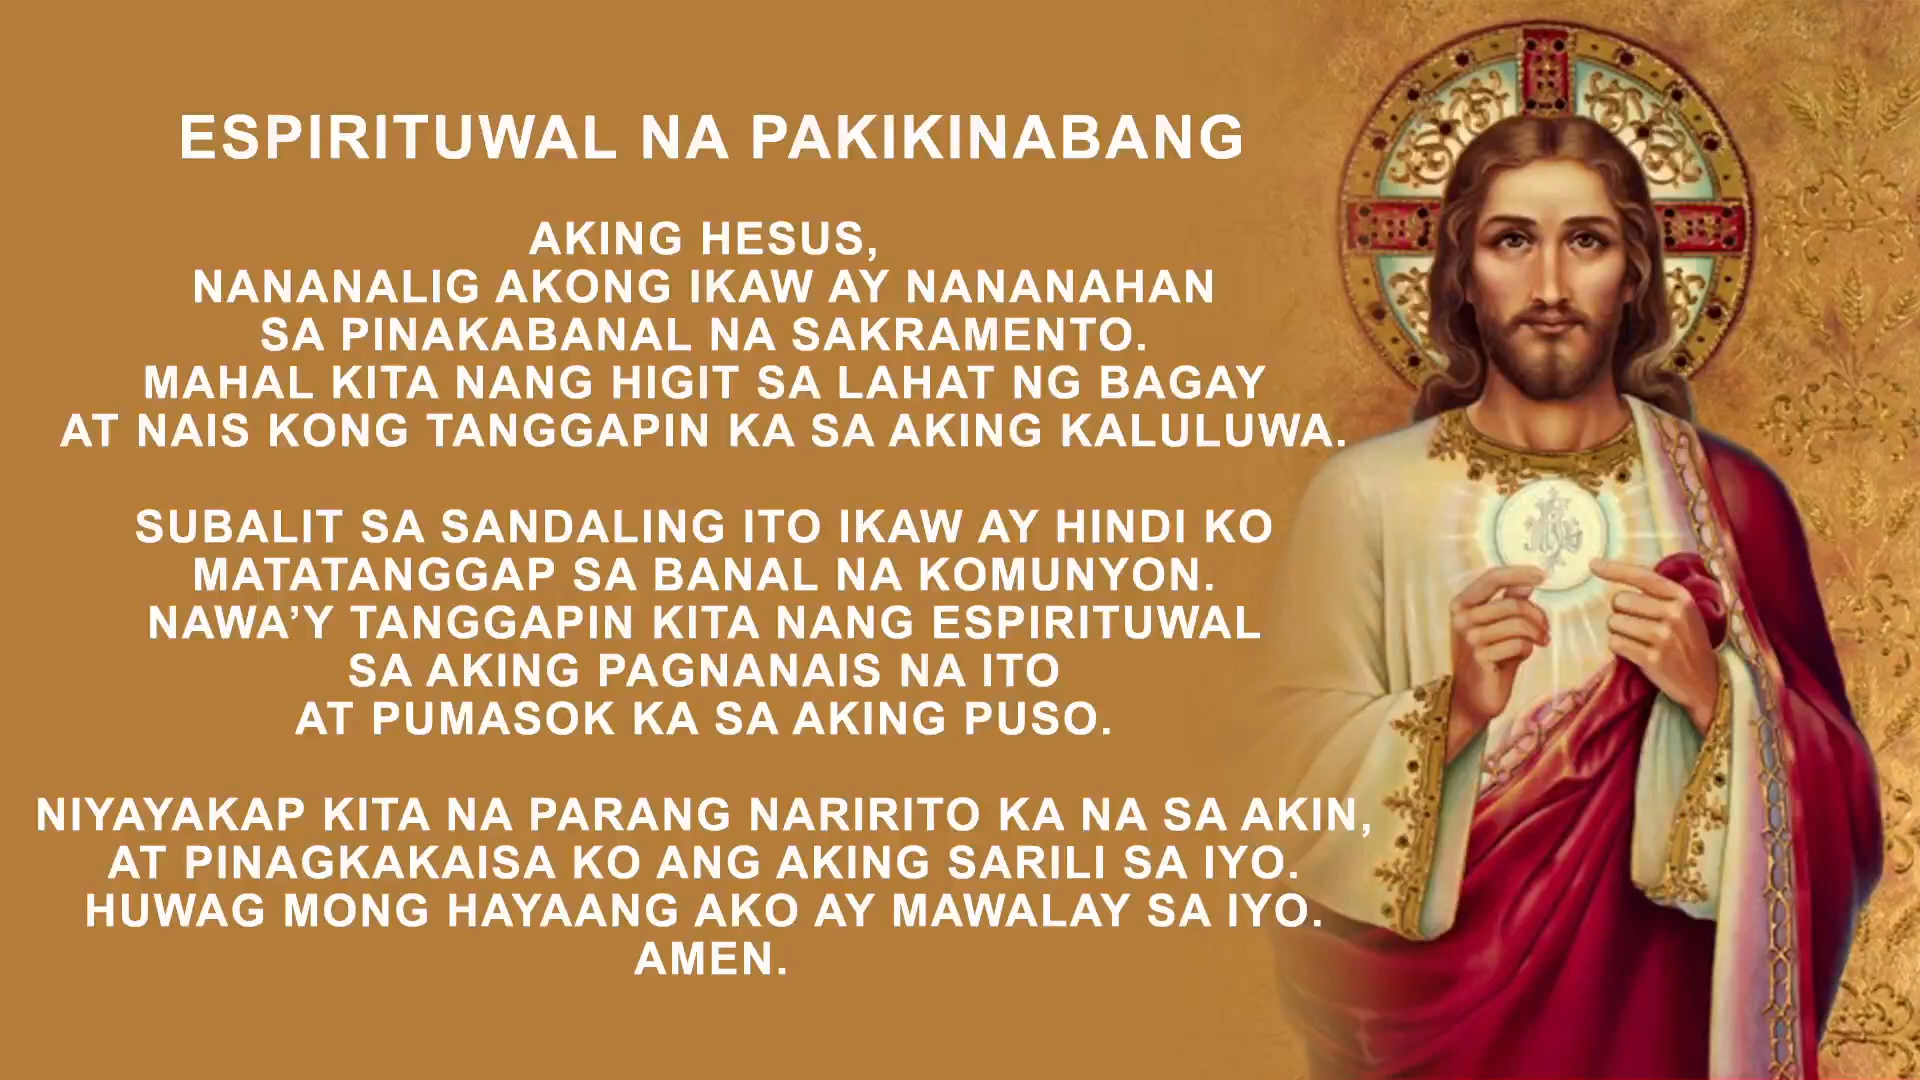 ESPIRITUWAL NA PAKIKINABANG
AKING HESUS,
NANANALIG AKONG IKAW AY NANANAHAN
SA PINAKABANAL NA SAKRAMENTO.
MAHAL KITA NANG HIGIT SA LAHAT NG BAGAY
AT NAIS KONG TANGGAPIN KA SA AKING KALULUWA.
SUBALIT SA SANDALING ITO IKAW AY HINDI KO
MATATANGGAP SA BANAL NA KOMUNYON.
NAWA’Y TANGGAPIN KITA NANG ESPIRITUWAL
SA AKING PAGNANAIS NA ITO
AT PUMASOK KA SA AKING PUSO.
NIYAYAKAP KITA NA PARANG NARIRITO KA NA SA AKIN,
AT PINAGKAKAISA KO ANG AKING SARILI SA IYO.
HUWAG MONG HAYAANG AKO AY MAWALAY SA IYO.
AMEN.